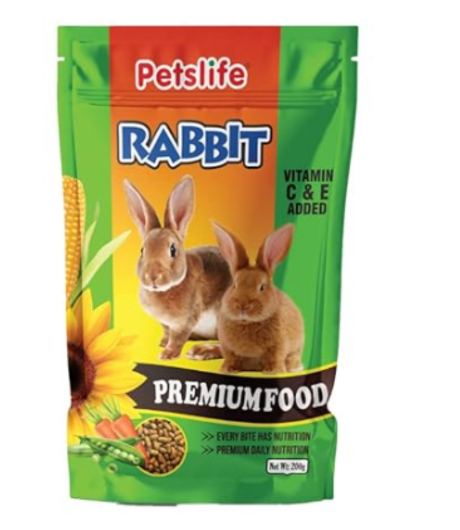 Petslife
RABBIT
VITAMIN
C & E
ADDED
PREMIUM FOOD
>> EVERY BITE HAS NUTRITION
>> PREMIUM DAILY NUTRITION
Net Wt: 200g